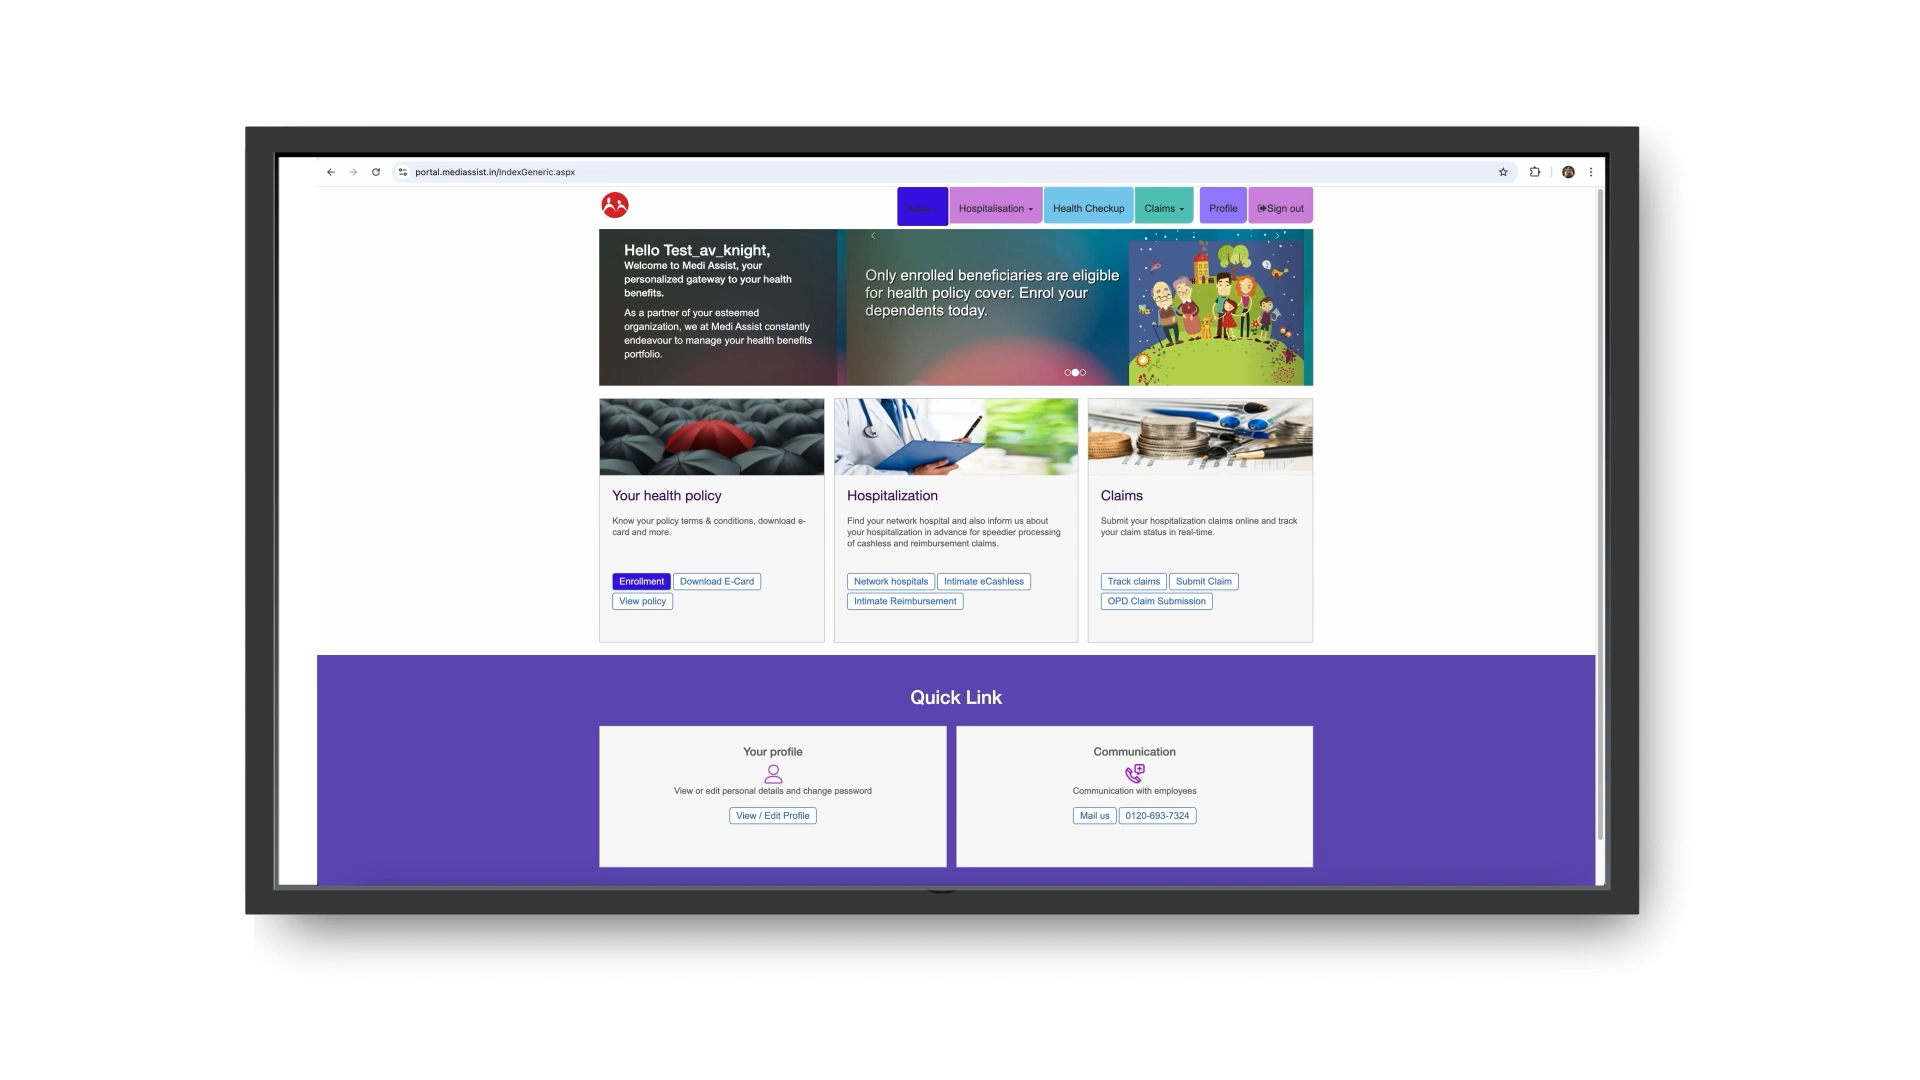 portal.mediassist.in/IndexGeneric.aspx
Hospitalisation
Health Checkup
Claims
Profile
Sign out
Hello Test_av_knight,
Welcome to Medi Assist, your
personalized gateway to your health
benefits.
As a partner of your esteemed
organization, we at Medi Assist constantly
endeavour to manage your health benefits
portfolio.
Only enrolled beneficiaries are eligible
for health policy cover. Enrol your
dependents today.
Your health policy
Know your policy terms & conditions, download e-
card and more.
Enrollment
Download E-Card
View policy
Hospitalization
Find your network hospital and also inform us about
your hospitalization in advance for speedier processing
of cashless and reimbursement claims.
Network hospitals
Intimate eCashless
Intimate Reimbursement
Claims
Submit your hospitalization claims online and track
your claim status in real-time.
Track claims
Submit Claim
OPD Claim Submission
Quick Link
Your profile
View or edit personal details and change password
View / Edit Profile
Communication
Communication with employees
Mail us
0120-693-7324